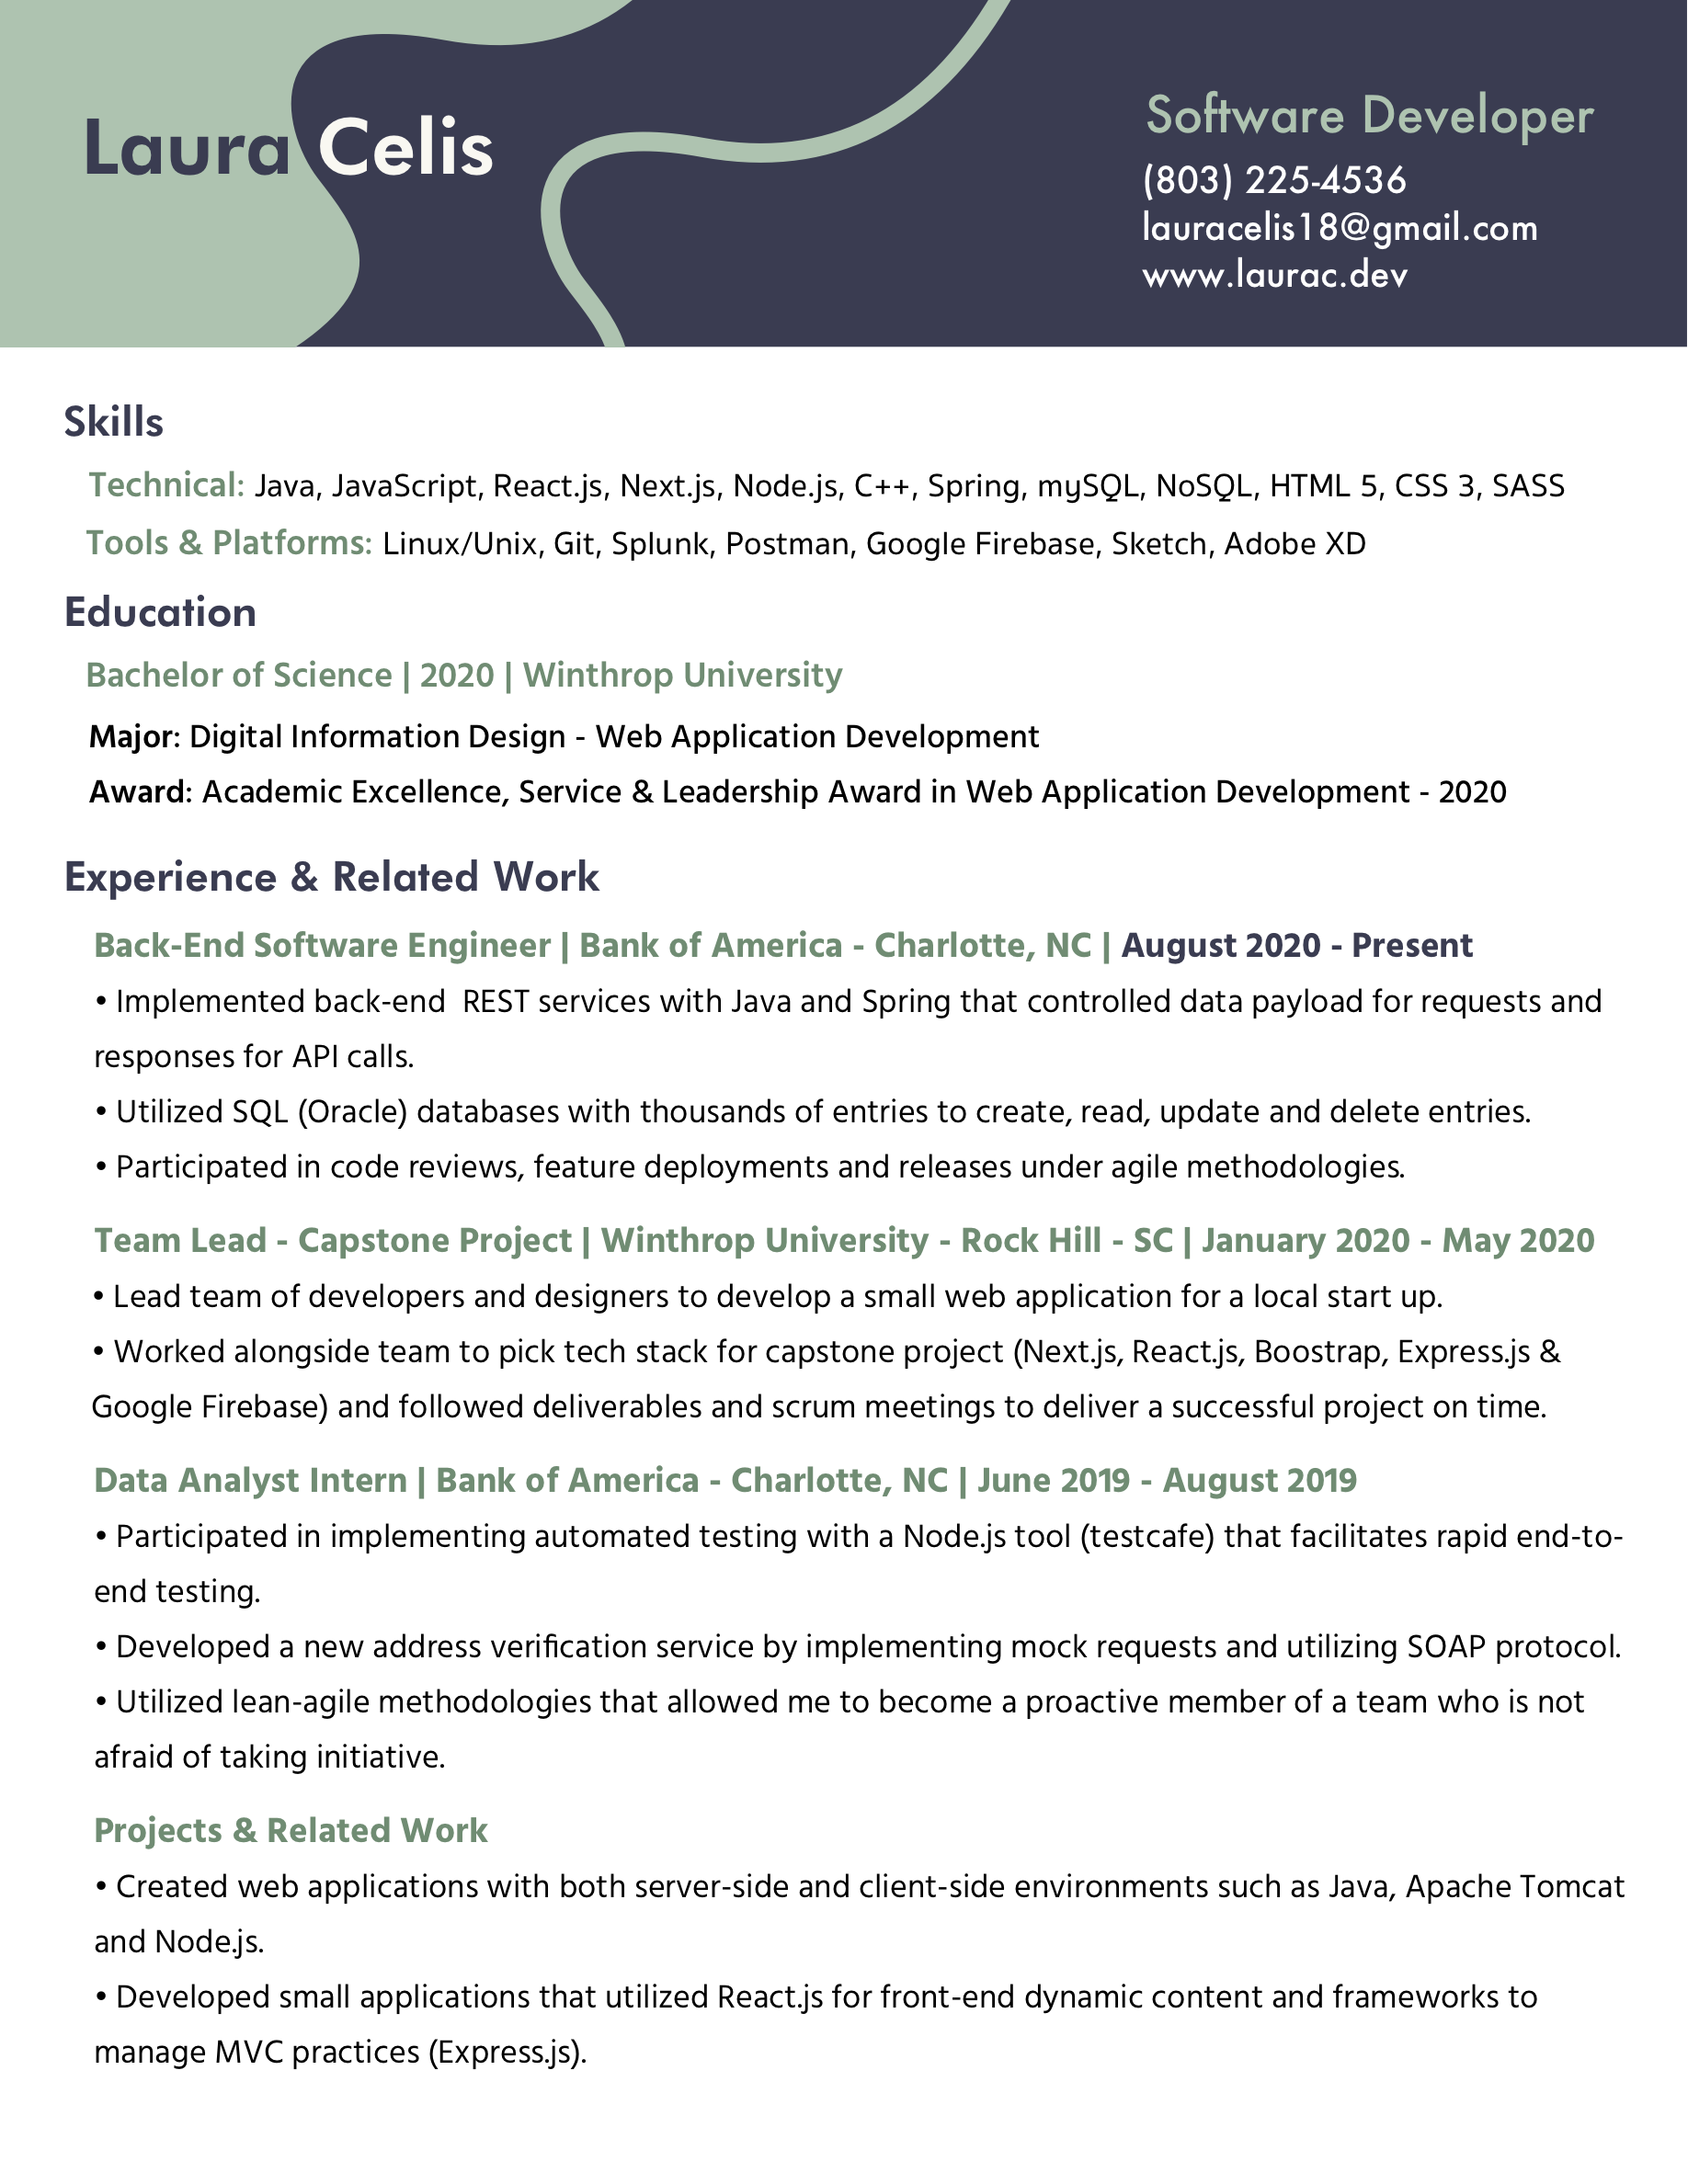 Laura Celis
Software Developer
(803) 225-4536
lauracelis18@gmail.com
www.laurac.dev
Skills
Technical: Java, JavaScript, React.js, Next.js, Node.js, C++, Spring, mySQL, NoSQL, HTML 5, CSS 3, SASS
Tools & Platforms: Linux/Unix, Git, Splunk, Postman, Google Firebase, Sketch, Adobe XD
Education
Bachelor of Science | 2020 | Winthrop University
Major: Digital Information Design - Web Application Development
Award: Academic Excellence, Service & Leadership Award in Web Application Development - 2020
Experience & Related Work
Back-End Software Engineer | Bank of America - Charlotte, NC | August 2020 - Present
• Implemented back-end  REST services with Java and Spring that controlled data payload for requests and
responses for API calls.
• Utilized SQL (Oracle) databases with thousands of entries to create, read, update and delete entries.
• Participated in code reviews, feature deployments and releases under agile methodologies.
Team Lead - Capstone Project | Winthrop University - Rock Hill - SC | January 2020 - May 2020
• Lead team of developers and designers to develop a small web application for a local start up.
• Worked alongside team to pick tech stack for capstone project (Next.js, React.js, Boostrap, Express.js &
Google Firebase) and followed deliverables and scrum meetings to deliver a successful project on time.
Data Analyst Intern | Bank of America - Charlotte, NC | June 2019 - August 2019
• Participated in implementing automated testing with a Node.js tool (testcafe) that facilitates rapid end-to-
end testing.
• Developed a new address verification service by implementing mock requests and utilizing SOAP protocol.
• Utilized lean-agile methodologies that allowed me to become a proactive member of a team who is not
afraid of taking initiative.
Projects & Related Work
• Created web applications with both server-side and client-side environments such as Java, Apache Tomcat
and Node.js.
• Developed small applications that utilized React.js for front-end dynamic content and frameworks to
manage MVC practices (Express.js).